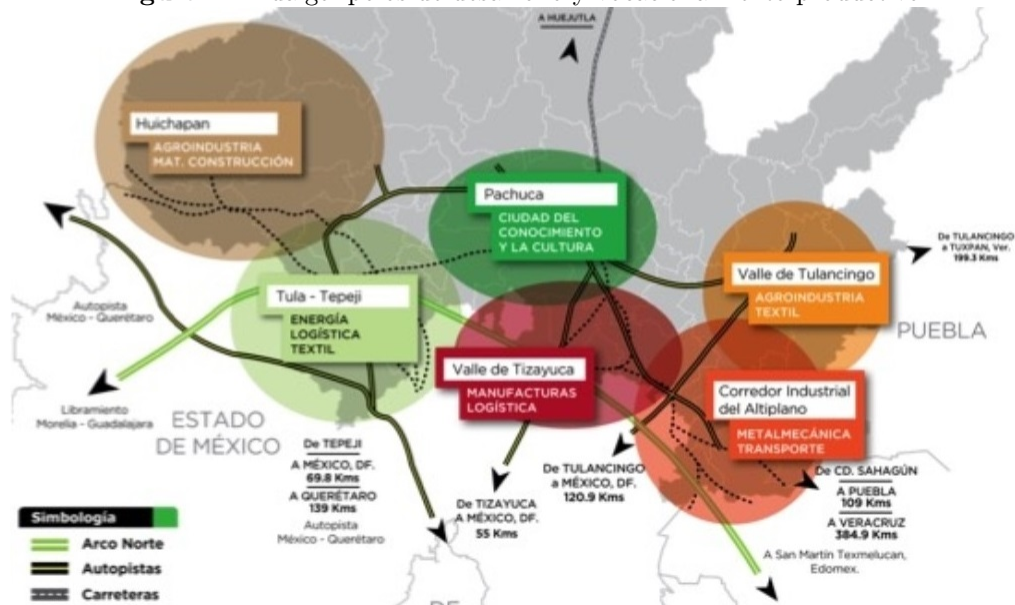 A HUEJUTLA
Huichapan
AGROINDUSTRIA
MAT. CONSTRUCCIÓN
Pachuca
CIUDAD DEL
CONOCIMIENTO
Y LA CULTURA
De TULANCINGO
a TUXPAN, Ver.
199.3 Kms
Valle de Tulancingo
AGROINDUSTRIA
TEXTIL
PUEBLA
Autopista
México - Querétaro
Tula - Tepeji
ENERGÍA
LOGÍSTICA
TEXTIL
Valle de Tizayuca
MANUFACTURAS
LOGÍSTICA
Corredor Industrial
del Altiplano
METALMECÁNICA
TRANSPORTE
Libramiento
Morelia - Guadalajara
ESTADO
DE MÉXICO
De TEPEJI
A MÉXICO, DF.
69.8 Kms
A QUERÉTARO
139 Kms
Autopista
México - Querétaro
De TIZAYUCA
A MÉXICO, DF.
55 Kms
De TULANCINGO
a MÉXICO, DF.
120.9 Kms
De CD. SAHAGÚN
A PUEBLA
109 Kms
A VERACRUZ
384.9 Kms
A San Martín Texmelucan,
Edomex.
Simbología
Arco Norte
Autopistas
Carreteras